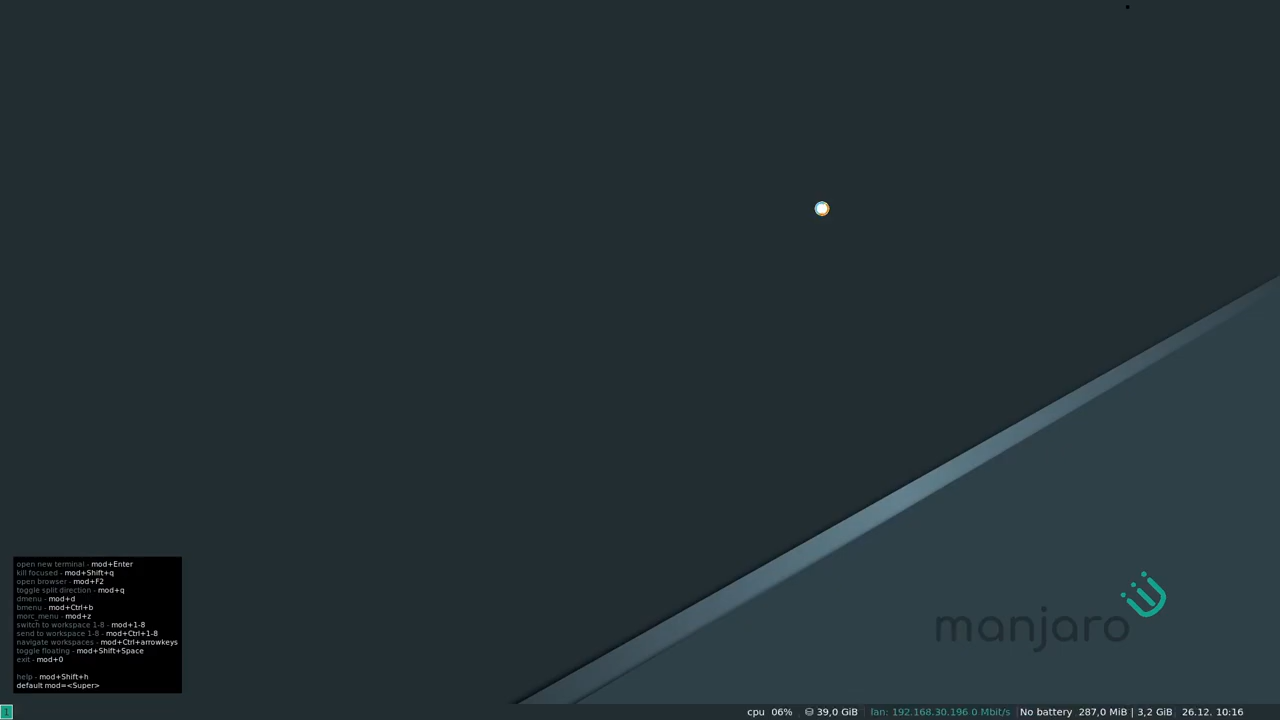 open new terminal - mod+Enter
kill focused - mod+Shift+q
open browser - mod+F2
toggle split direction - mod+q
dmenu - mod+d
bmenu - mod+Ctrl+b
morc_menu - mod+z
switch to workspace 1-8 - mod+1-8
send to workspace 1-8 - mod+Ctrl+1-8
navigate workspaces - mod+Ctrl+arrowkeys
toggle floating - mod+Shift+Space
exit - mod+0
help - mod+Shift+h
default mod=<Super>
manjaro
1
cpu 06% 39,0 GiB lan: 192.168.30.196 0 Mbit/s No battery 287,0 MiB | 3,2 GiB 26.12. 10:16